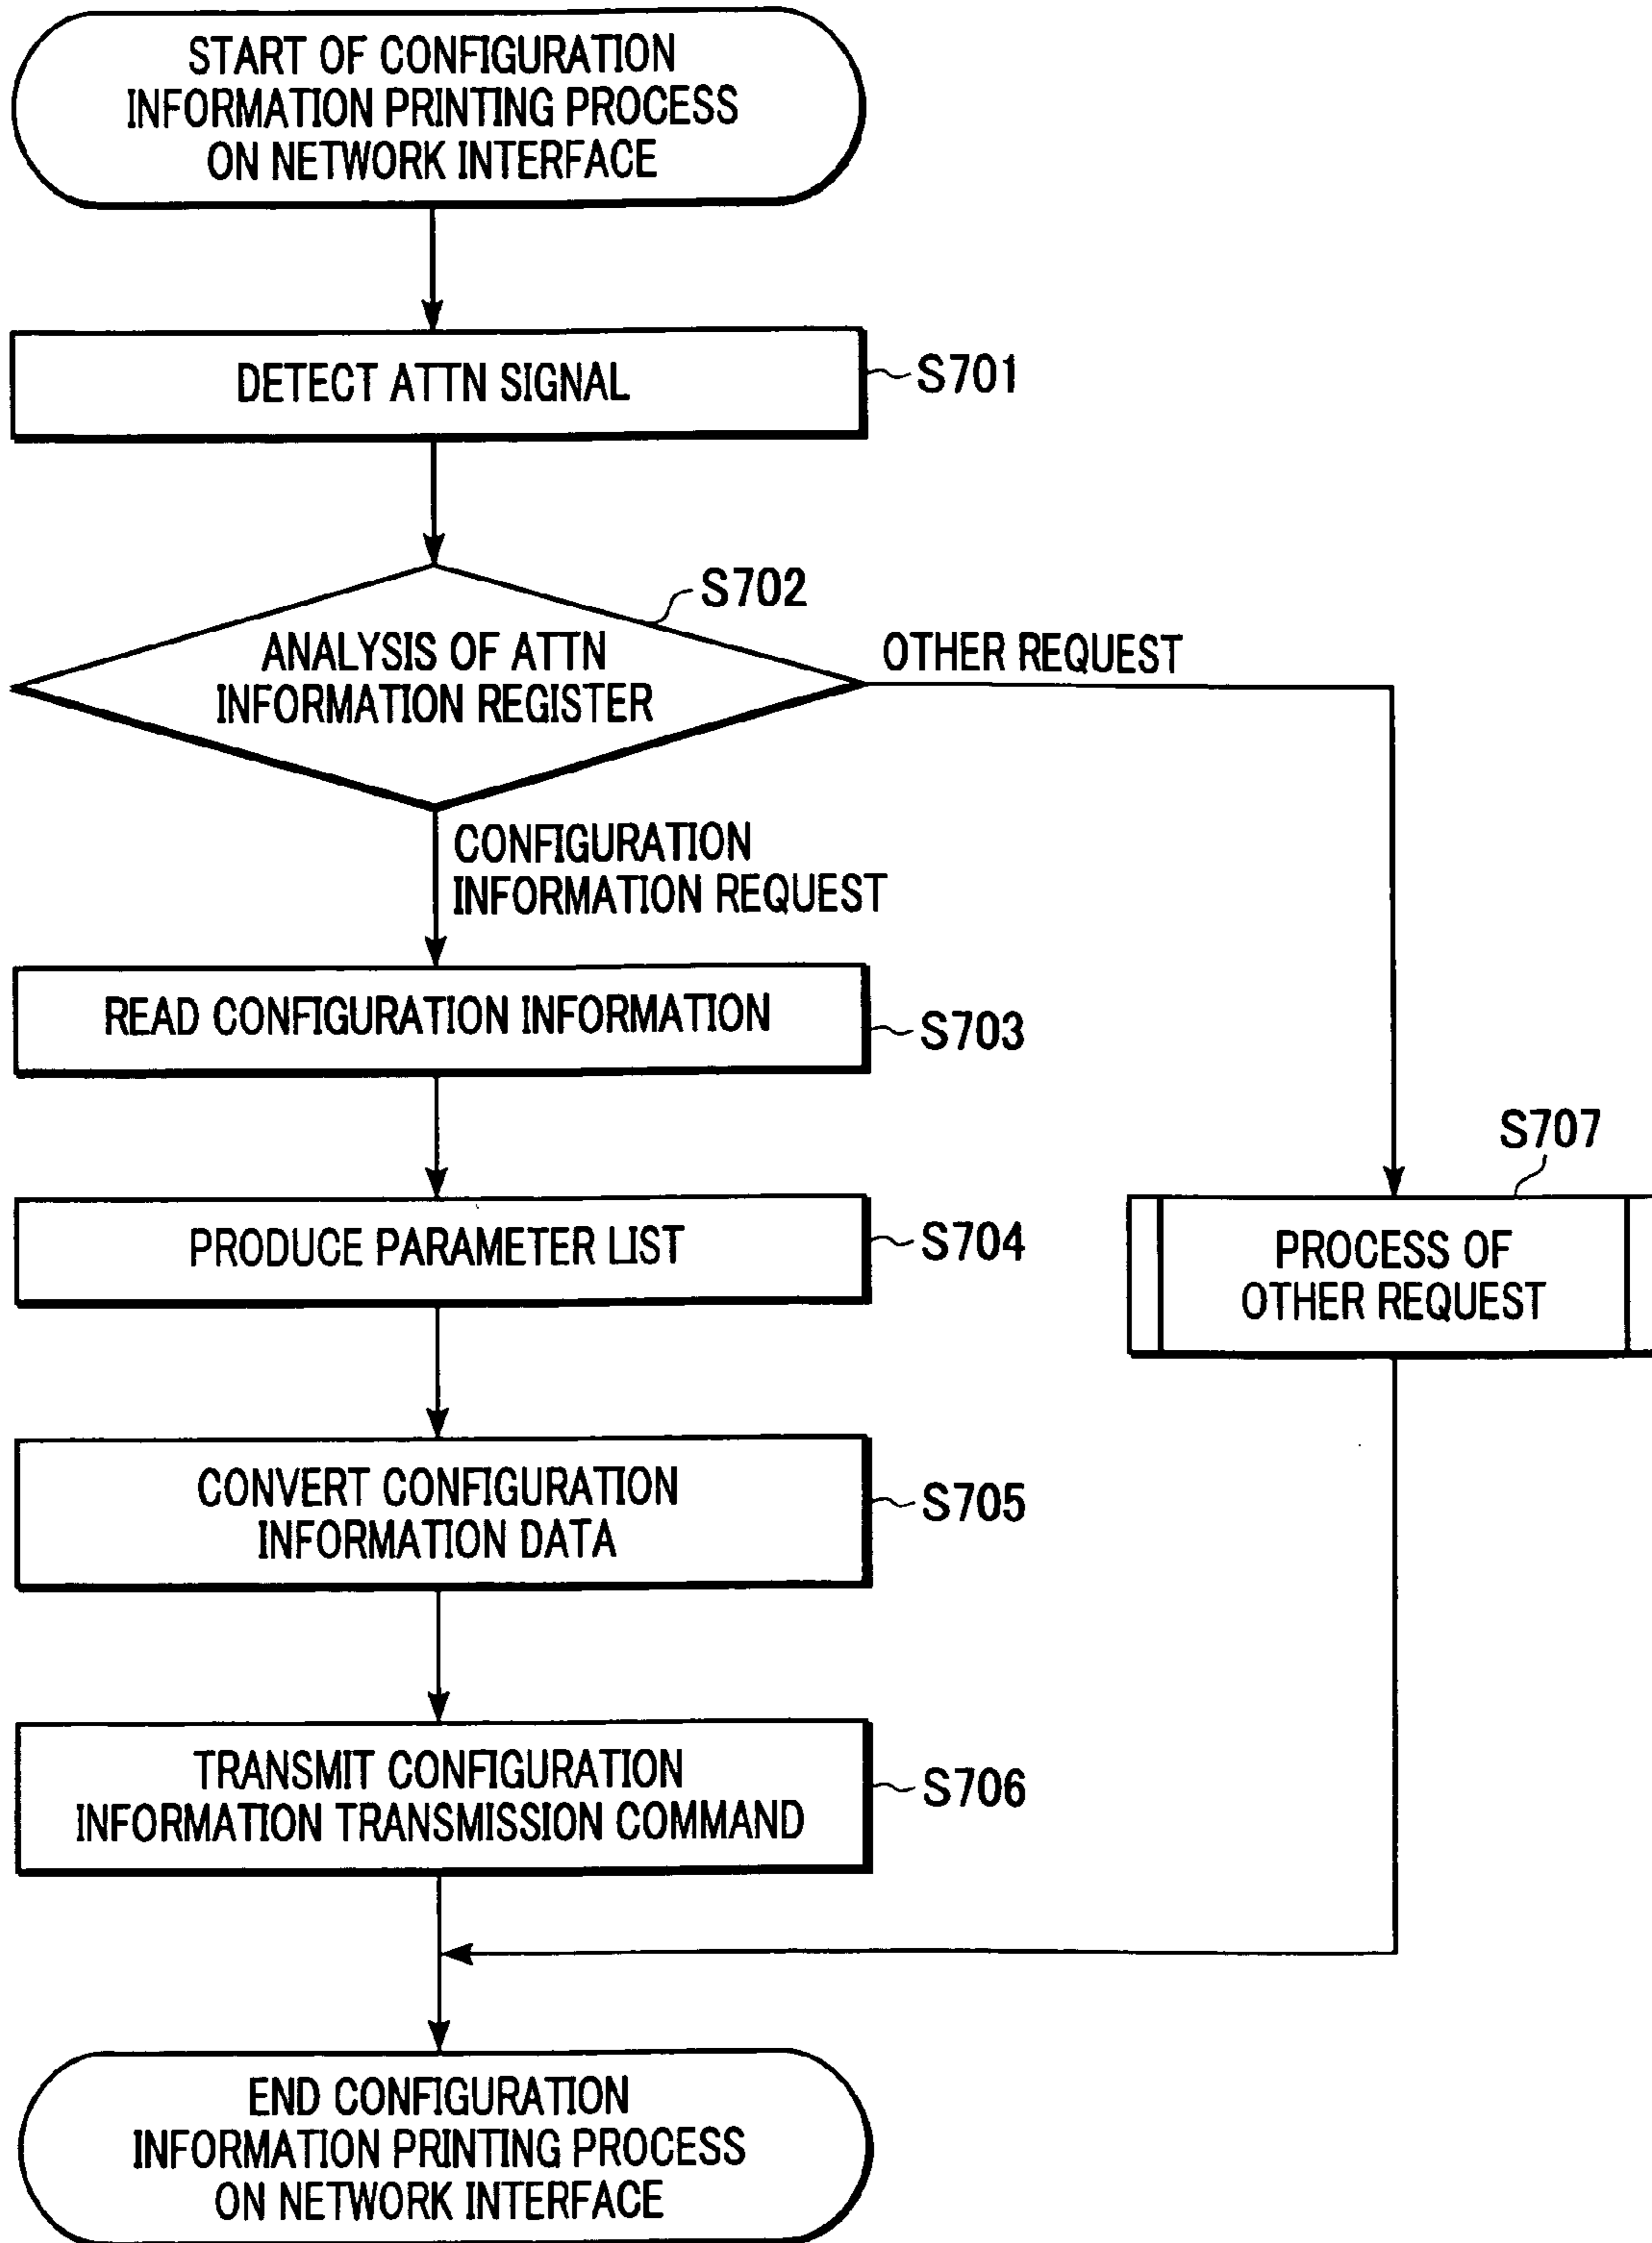 START OF CONFIGURATION
INFORMATION PRINTING PROCESS
ON NETWORK INTERFACE
DETECT ATTN SIGNAL
S701
S702
ANALYSIS OF ATTN
INFORMATION REGISTER
OTHER REQUEST
CONFIGURATION
INFORMATION REQUEST
READ CONFIGURATION INFORMATION
S703
PRODUCE PARAMETER LIST
S704
S707
PROCESS OF
OTHER REQUEST
CONVERT CONFIGURATION
INFORMATION DATA
S705
TRANSMIT CONFIGURATION
INFORMATION TRANSMISSION COMMAND
S706
END CONFIGURATION
INFORMATION PRINTING PROCESS
ON NETWORK INTERFACE